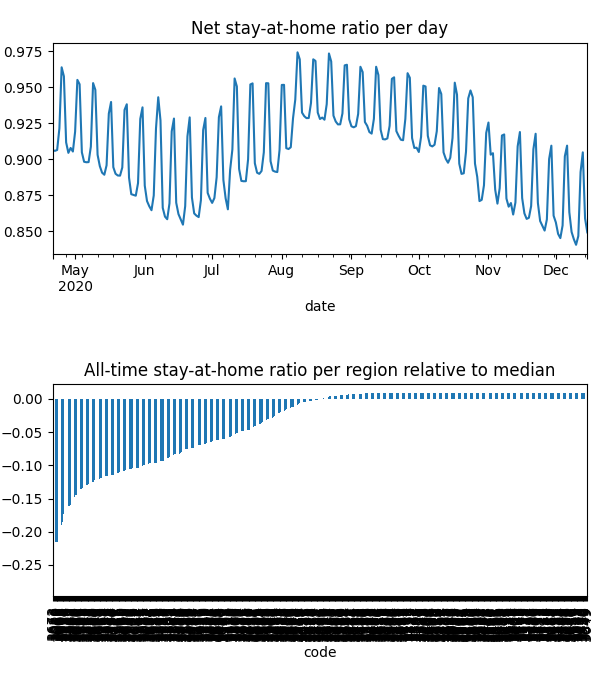 Net stay-at-home ratio per day
0.975
0.950
0.925
0.900
0.875
0.850
May Jun Jul Aug Sep Oct Nov Dec
2020
date
All-time stay-at-home ratio per region relative to median
0.00
−0.05
−0.10
−0.15
−0.20
−0.25
code